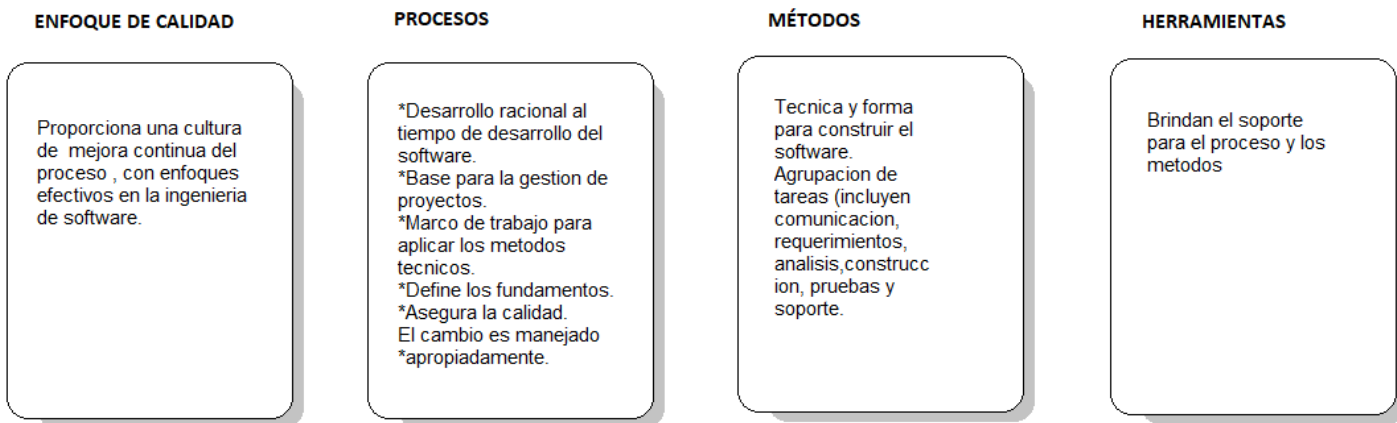 ENFOQUE DE CALIDAD
Proporciona una cultura
de mejora continua del
proceso , con enfoques
efectivos en la ingenieria
de software.
PROCESOS
*Desarrollo racional al
tiempo de desarrollo del
software.
*Base para la gestion de
proyectos.
*Marco de trabajo para
aplicar los metodos
tecnicos.
*Define los fundamentos.
*Asegura la calidad.
El cambio es manejado
*apropiadamente.
MÉTODOS
Tecnica y forma
para construir el
software.
Agrupacion de
tareas (incluyen
comunicacion,
requerimientos,
analisis,construcc
ion, pruebas y
soporte.
HERRAMIENTAS
Brindan el soporte
para el proceso y los
metodos